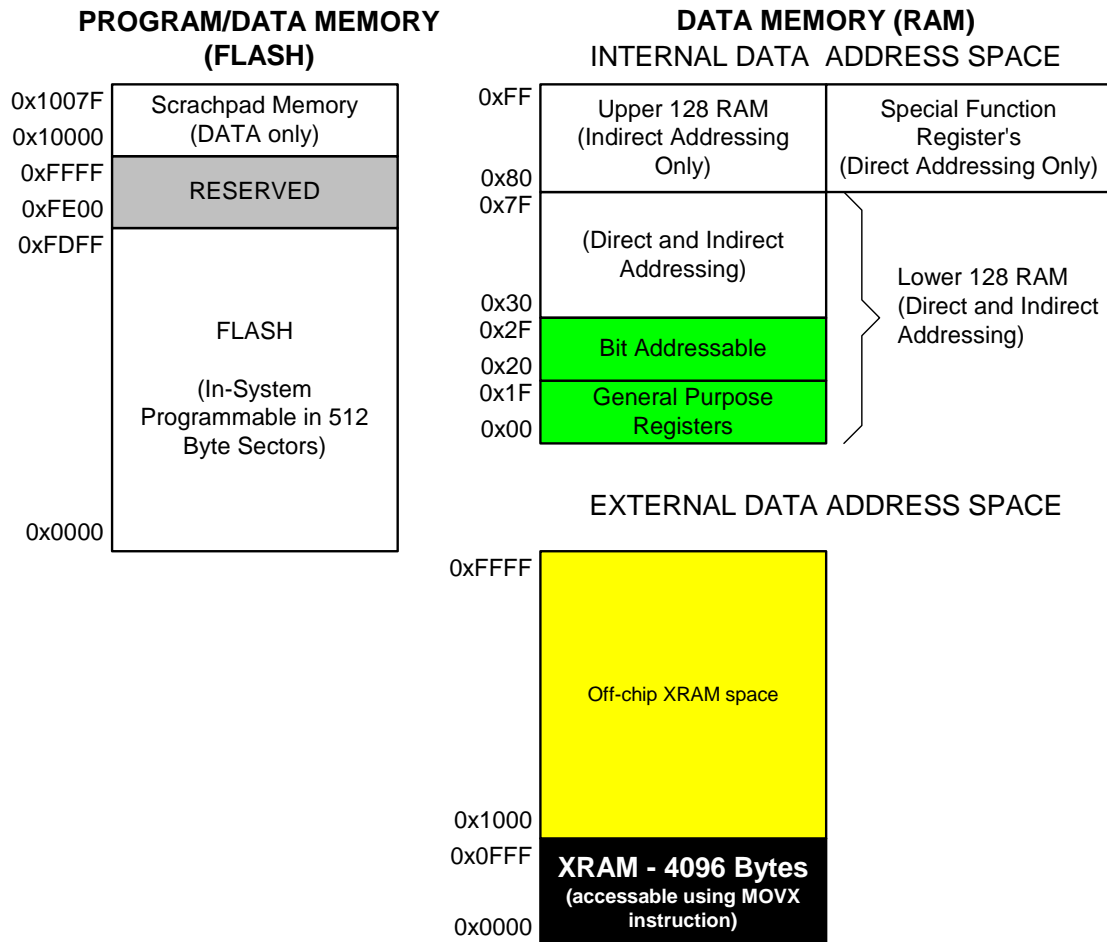 PROGRAM/DATA MEMORY
(FLASH)
0x1007F
Scrachpad Memory
(DATA only)
0x10000
0xFFFF
RESERVED
0xFE00
0xFDFF
FLASH
(In-System
Programmable in 512
Byte Sectors)
0x0000
DATA MEMORY (RAM)
INTERNAL DATA ADDRESS SPACE
0xFF
Upper 128 RAM
(Indirect Addressing
Only)
Special Function
Register's
(Direct Addressing Only)
0x80
0x7F
(Direct and Indirect
Addressing)
0x30
Lower 128 RAM
(Direct and Indirect
Addressing)
0x2F
Bit Addressable
0x20
0x1F
General Purpose
Registers
0x00
EXTERNAL DATA ADDRESS SPACE
0xFFFF
Off-chip XRAM space
0x1000
0x0FFF
XRAM - 4096 Bytes
(accessable using MOVX
instruction)
0x0000